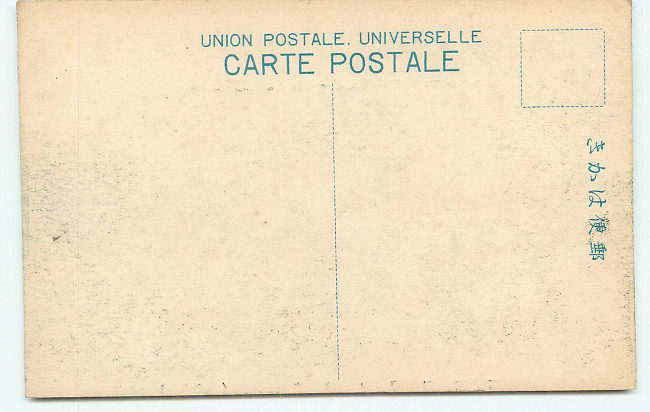 UNION POSTALE. UNIVERSELLE
CARTE POSTALE
郵便はかき